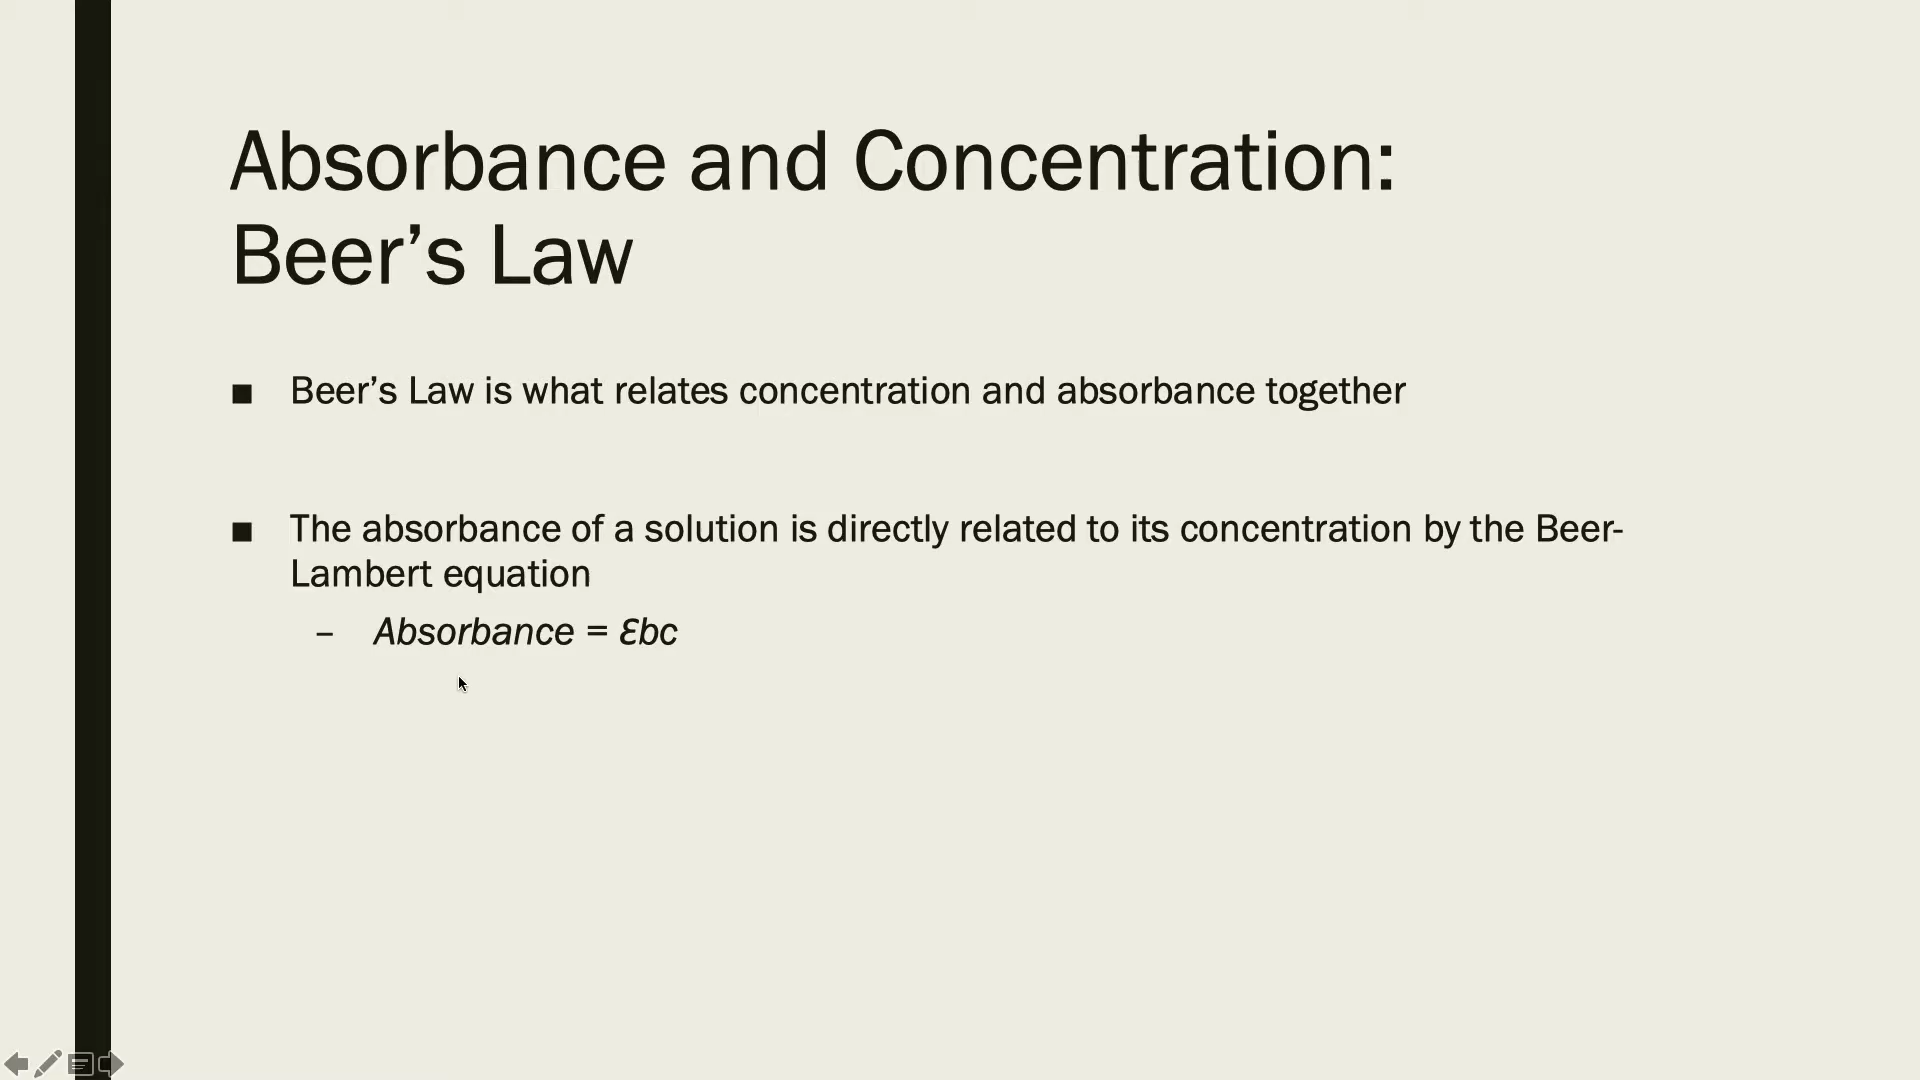 Absorbance and Concentration:
Beer’s Law
■ Beer’s Law is what relates concentration and absorbance together
■ The absorbance of a solution is directly related to its concentration by the Beer-
Lambert equation
– Absorbance = Ɛbc